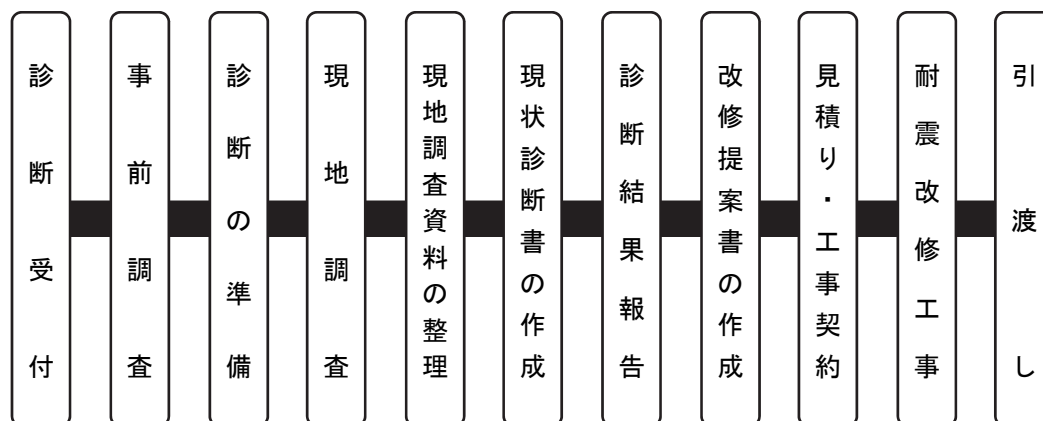 診断受付
事前調査
診断の準備
現地調査
現地調査資料の整理
現状診断書の作成
診断結果報告
改修提案書の作成
見積り・工事契約
耐震改修工事
引渡し